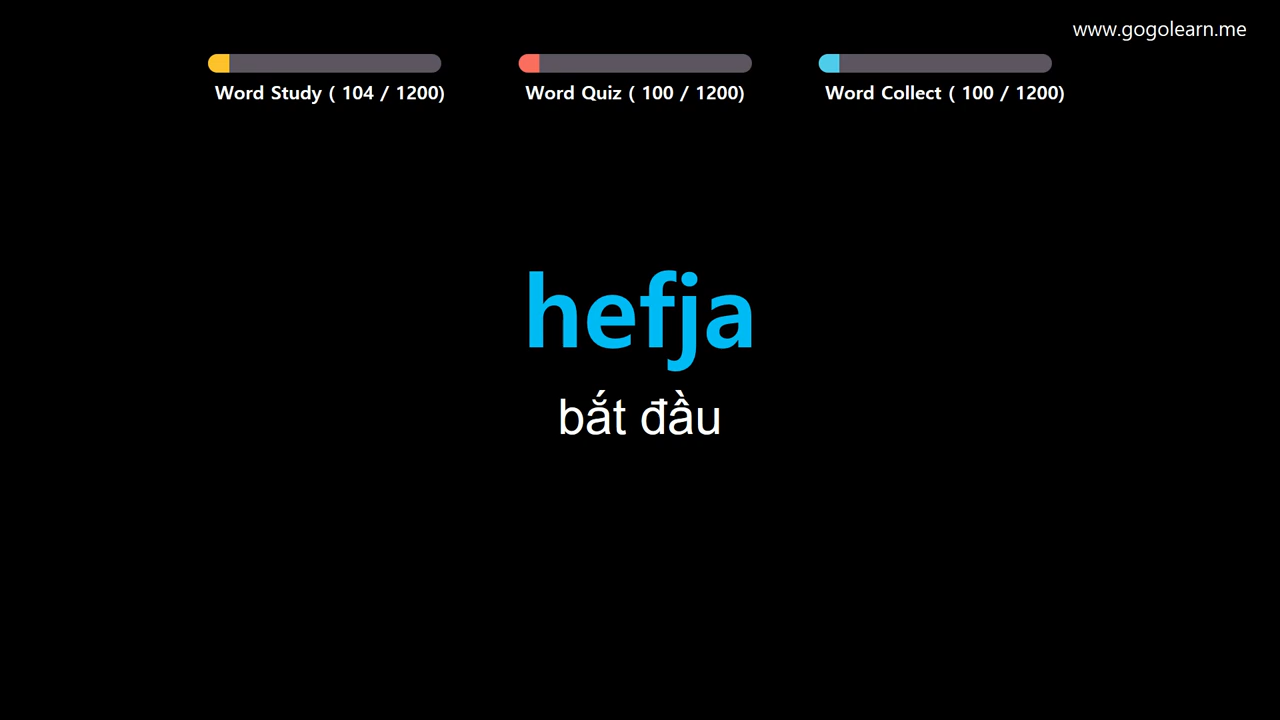 www.gogolearn.me
Word Study ( 104 / 1200)
Word Quiz ( 100 / 1200)
Word Collect ( 100 / 1200)
hefja
bắt đầu